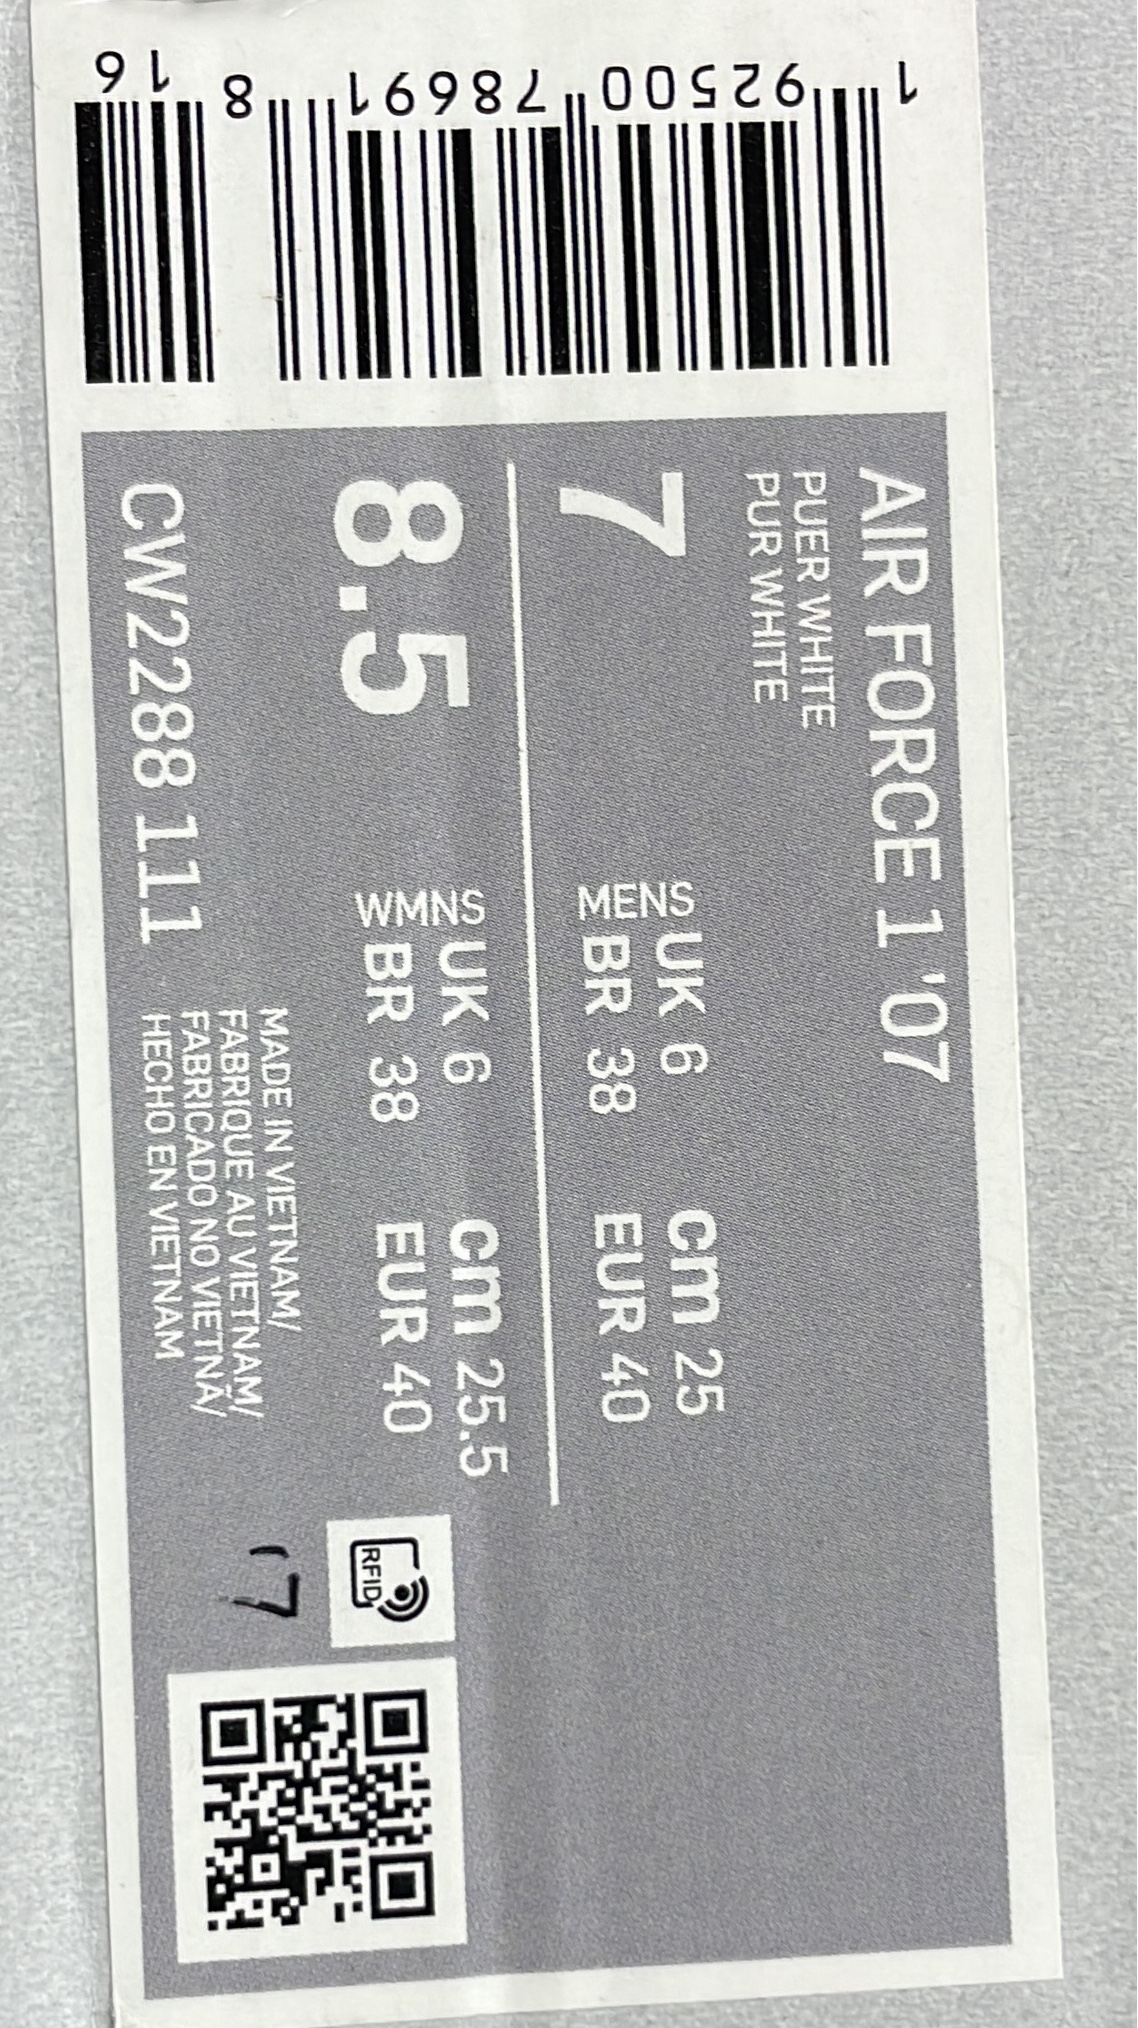 AIR FORCE 1 '07
PUER WHITE
PUR WHITE
7
MENS
UK 6 cm 25
BR 38 EUR 40
8.5
WMNS
UK 6 cm 25.5
BR 38 EUR 40
CW2288 111
MADE IN VIETNAM/
FABRIQUE AU VIETNAM/
FABRICADO NO VIETNÃ/
HECHO EN VIETNAM
RFID
'7
1 92500 78691 8 16